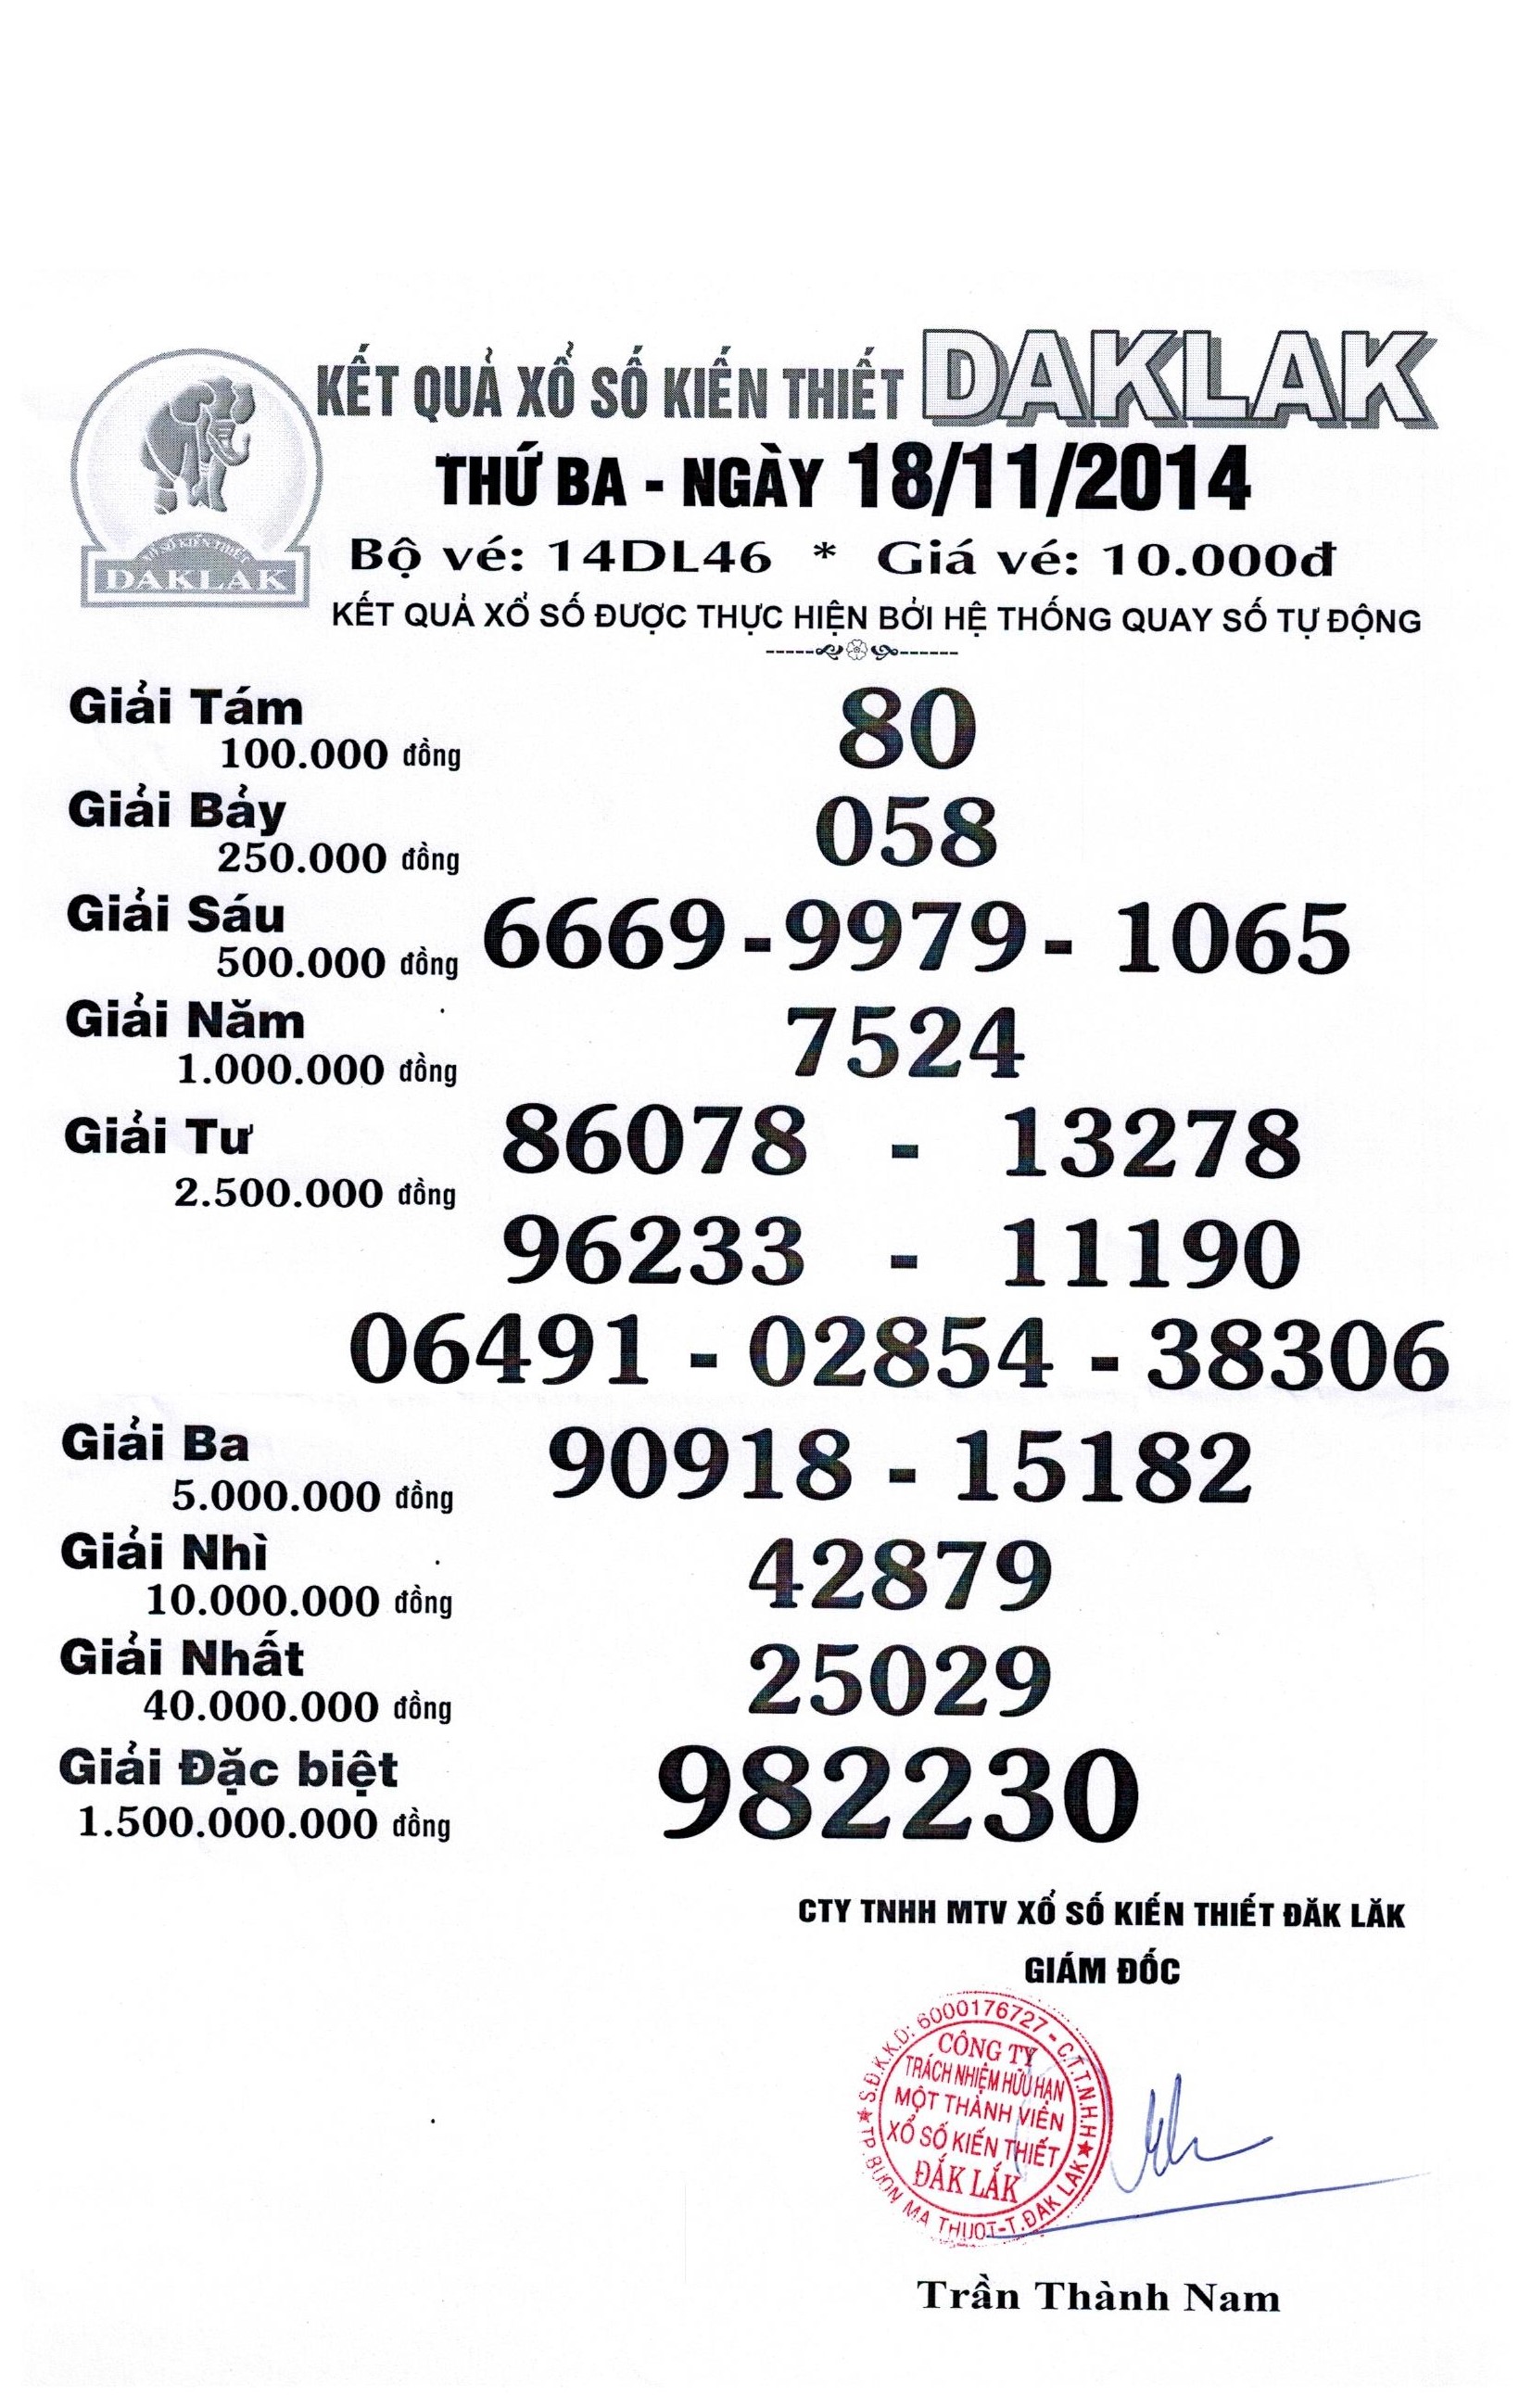 KẾT QUẢ XỔ SỐ KIẾN THIẾT DAKLAK
THỨ BA - NGÀY 18/11/2014
XỔ SỐ KIẾN THIẾT
DAKLAK
Bộ vé: 14DL46 * Giá vé: 10.000đ
KẾT QUẢ XỔ SỐ ĐƯỢC THỰC HIỆN BỞI HỆ THỐNG QUAY SỐ TỰ ĐỘNG
Giải Tám 80
100.000 đồng
Giải Bảy 058
250.000 đồng
Giải Sáu 6669 - 9979 - 1065
500.000 đồng
Giải Năm 7524
1.000.000 đồng
Giải Tư 86078 - 13278
2.500.000 đồng
96233 - 11190
06491 - 02854 - 38306
Giải Ba 90918 - 15182
5.000.000 đồng
Giải Nhì 42879
10.000.000 đồng
Giải Nhất 25029
40.000.000 đồng
Giải Đặc biệt 982230
1.500.000.000 đồng
CTY TNHH MTV XỔ SỐ KIẾN THIẾT ĐĂK LĂK
GIÁM ĐỐC
S.Đ.K.K.D: 6000176727 - C.T.T.N.H.H
CÔNG TY
TRÁCH NHIỆM HỮU HẠN
MỘT THÀNH VIÊN
XỔ SỐ KIẾN THIẾT
ĐẮK LẮK
TP.BUÔN MA THUỘT-T.ĐAK LAK
Trần Thành Nam